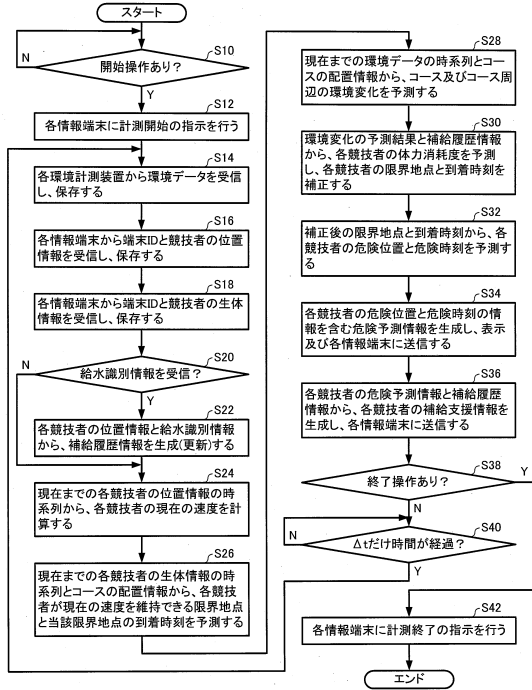 スタート
S10
開始操作あり？
N
Y
S12
各情報端末に計測開始の指示を行う
S14
各環境計測装置から環境データを受信
し、保存する
S16
各情報端末から端末IDと競技者の位置
情報を受信し、保存する
S18
各情報端末から端末IDと競技者の生体
情報を受信し、保存する
S20
給水識別情報を受信？
N
Y
S22
各競技者の位置情報と給水識別情報
から、補給履歴情報を生成(更新)する
S24
現在までの各競技者の位置情報の時
系列から、各競技者の現在の速度を計
算する
S26
現在までの各競技者の生体情報の時
系列とコースの配置情報から、各競技
者が現在の速度を維持できる限界地点
と当該限界地点の到着時刻を予測する
S28
現在までの環境データの時系列とコー
スの配置情報から、コース及びコース周
辺の環境変化を予測する
S30
環境変化の予測結果と補給履歴情報
から、各競技者の体力消耗度を予測
し、各競技者の限界地点と到着時刻を
補正する
S32
補正後の限界地点と到着時刻から、各
競技者の危険位置と危険時刻を予測す
る
S34
各競技者の危険位置と危険時刻の情
報を含む危険予測情報を生成し、表示
及び各情報端末に送信する
S36
各競技者の危険予測情報と補給履歴
情報から、各競技者の補給支援情報を
生成し、各情報端末に送信する
S38
終了操作あり？
Y
N
S40
Δtだけ時間が経過？
N
Y
S42
各情報端末に計測終了の指示を行う
エンド